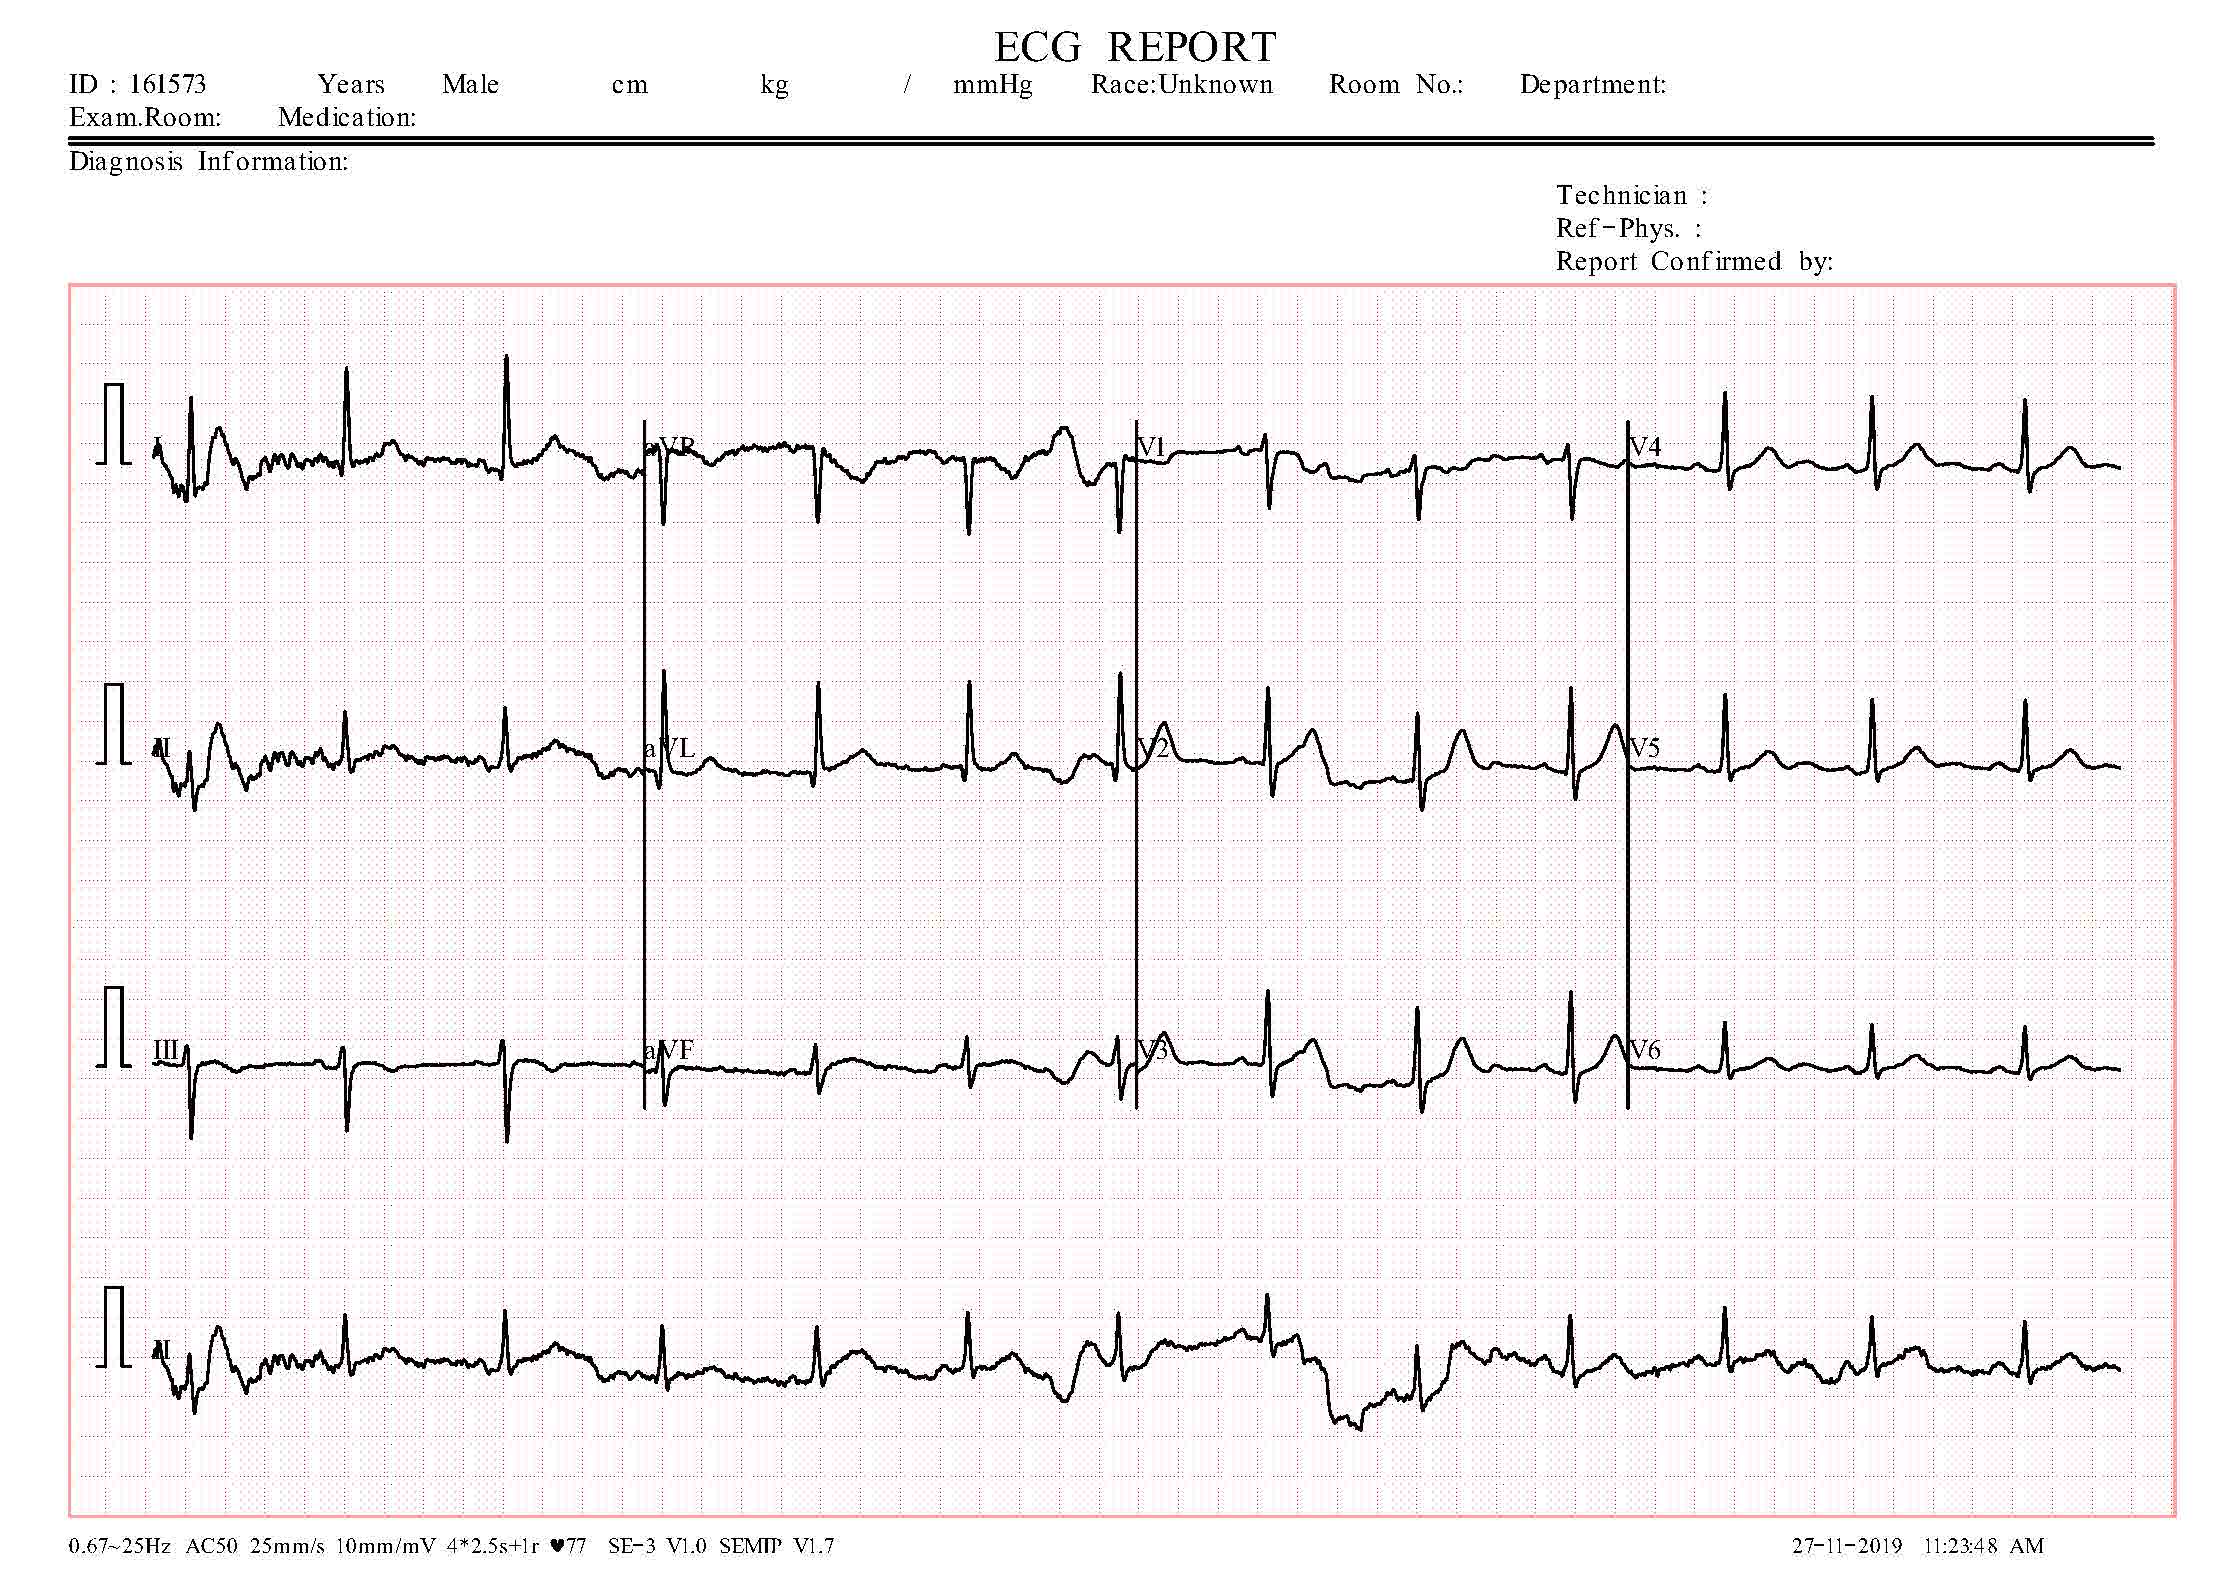 ECG REPORT
ID : 161573 Years Male cm kg / mmHg Race:Unknown Room No.: Department:
Exam.Room: Medication:
Diagnosis Information:
Technician :
Ref-Phys. :
Report Confirmed by:
I aVR V1 V4
II aVL V2 V5
III aVF V3 V6
II
0.67~25Hz AC50 25mm/s 10mm/mV 4*2.5s+1r ♥77 SE-3 V1.0 SEMIP V1.7 27-11-2019 11:23:48 AM